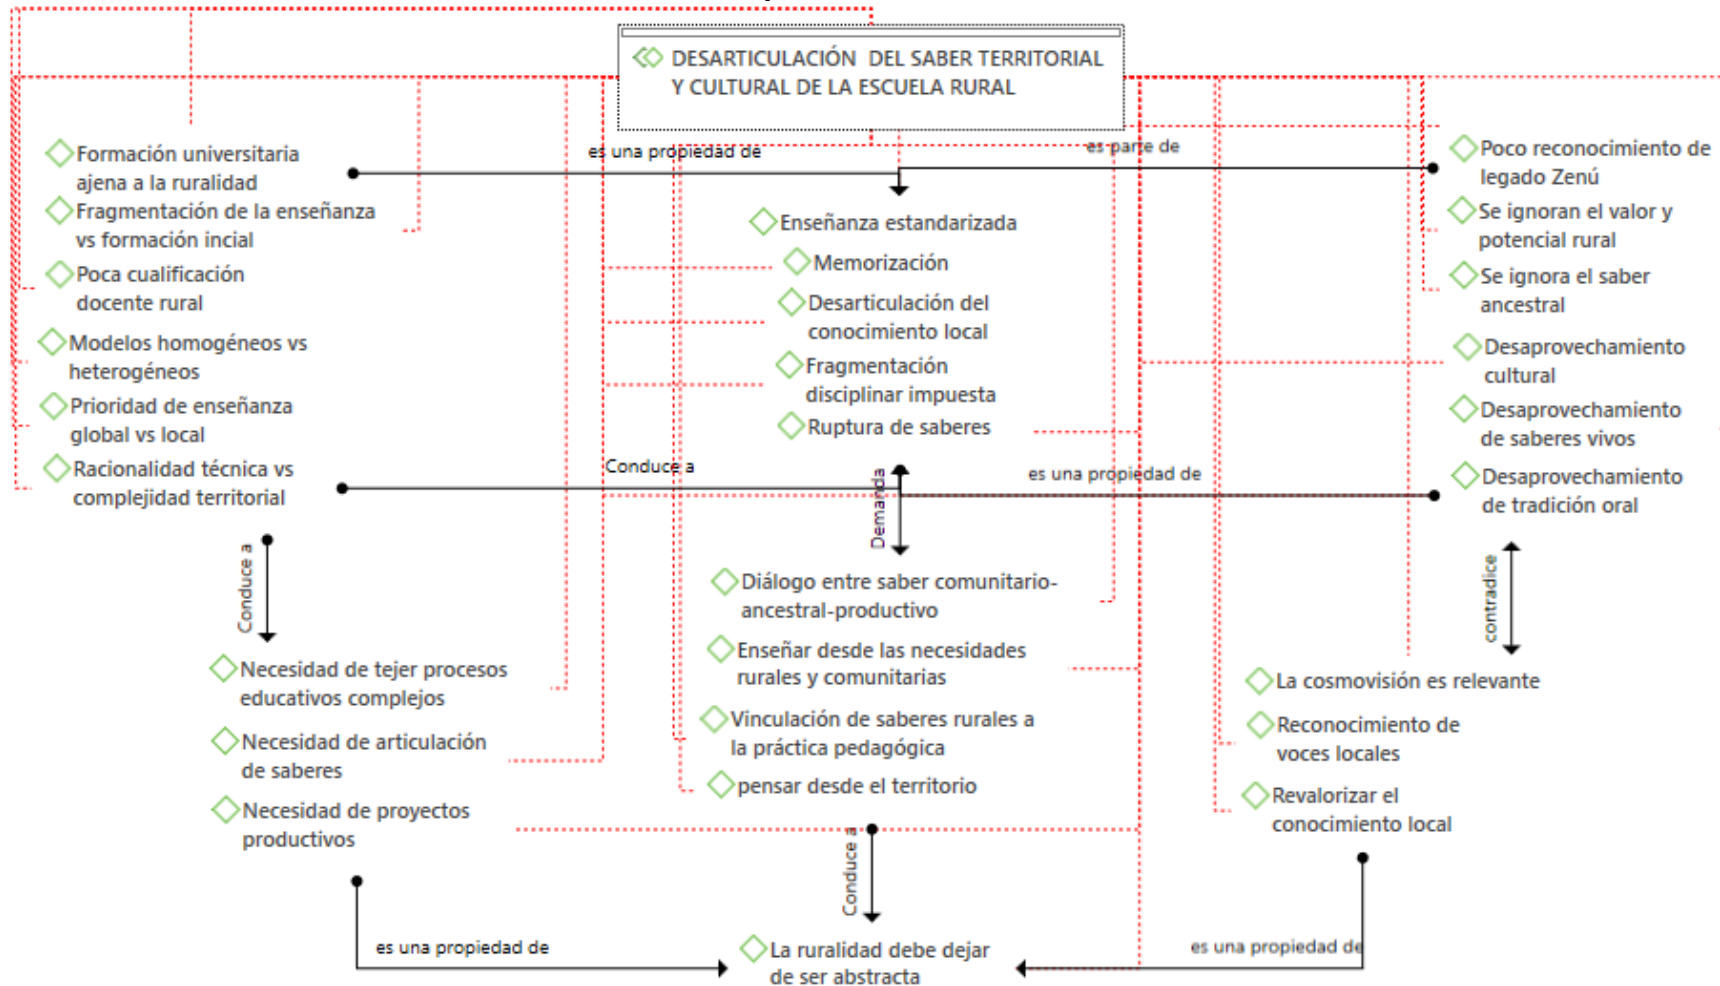 DESARTICULACIÓN DEL SABER TERRITORIAL
Y CULTURAL DE LA ESCUELA RURAL
Formación universitaria
ajena a la ruralidad
Fragmentación de la enseñanza
vs formación incial
Poca cualificación
docente rural
Modelos homogéneos vs
heterogéneos
Prioridad de enseñanza
global vs local
Racionalidad técnica vs
complejidad territorial
es una propiedad de
es parte de
Enseñanza estandarizada
Memorización
Desarticulación del
conocimiento local
Fragmentación
disciplinar impuesta
Ruptura de saberes
Poco reconocimiento de
legado Zenú
Se ignoran el valor y
potencial rural
Se ignora el saber
ancestral
Desaprovechamiento
cultural
Desaprovechamiento
de saberes vivos
Desaprovechamiento
de tradición oral
Conduce a
es una propiedad de
Conduce a
Demanda
contradice
Necesidad de tejer procesos
educativos complejos
Necesidad de articulación
de saberes
Necesidad de proyectos
productivos
Diálogo entre saber comunitario-
ancestral-productivo
Enseñar desde las necesidades
rurales y comunitarias
Vinculación de saberes rurales a
la práctica pedagógica
pensar desde el territorio
La cosmovisión es relevante
Reconocimiento de
voces locales
Revalorizar el
conocimiento local
Conduce a
es una propiedad de
La ruralidad debe dejar
de ser abstracta
es una propiedad de